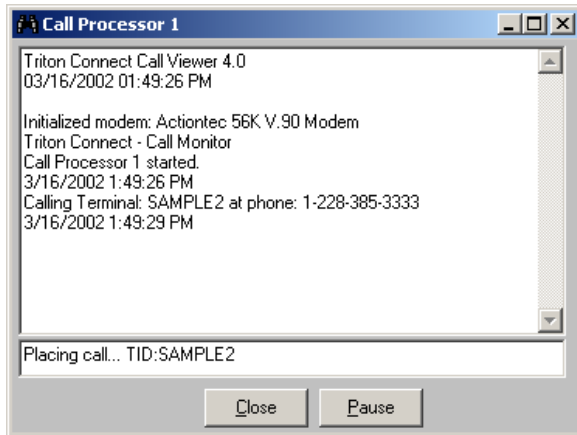 Call Processor 1
Triton Connect Call Viewer 4.0
03/16/2002 01:49:26 PM
Initialized modem: Actiontec 56K V.90 Modem
Triton Connect - Call Monitor
Call Processor 1 started.
3/16/2002 1:49:26 PM
Calling Terminal: SAMPLE2 at phone: 1-228-385-3333
3/16/2002 1:49:29 PM
Placing call... TID:SAMPLE2
Close
Pause